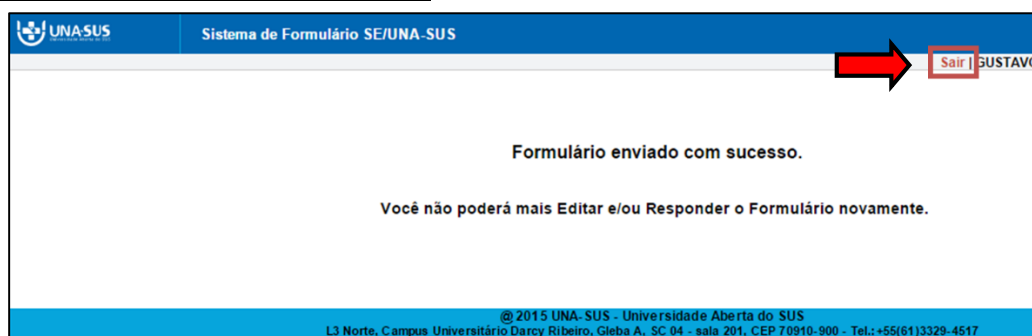 UNA-SUS
Sistema de Formulário SE/UNA-SUS
Sair | GUSTAVO
Formulário enviado com sucesso.
Você não poderá mais Editar e/ou Responder o Formulário novamente.
@ 2015 UNA-SUS - Universidade Aberta do SUS
L3 Norte, Campus Universitário Darcy Ribeiro, Gleba A, SC 04 - sala 201, CEP 70910-900 - Tel.: +55(61)3329-4517